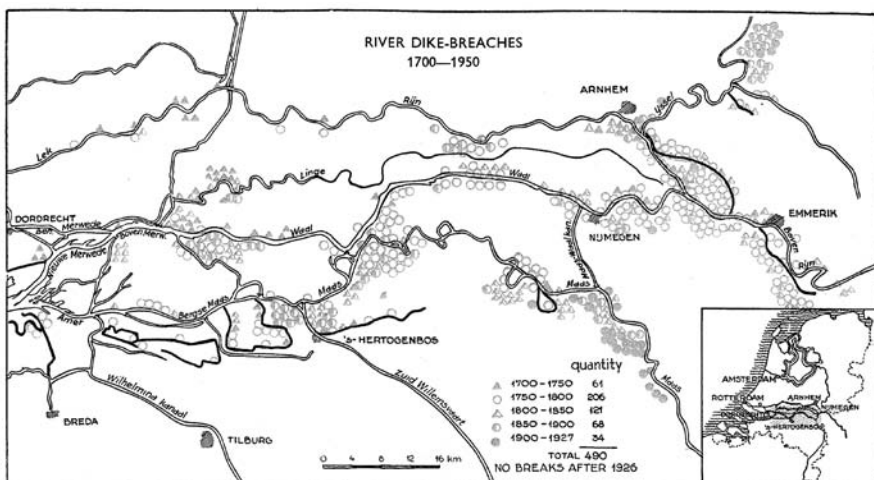 RIVER DIKE-BREACHES
1700—1950
ARNHEM
IJssel
Rijn
Lek
Linge
Waal
DORDRECHT
Merwede
Boven Merw.
Waal
EMMERIK
NIJMEGEN
Boven
Rijn
Nieuwe Merwede
Maas
Maas
Bergse Maas
Amer
'S-HERTOGENBOS
Maas
Wilhelmina kanaal
Zuid Willemsvaart
BREDA
TILBURG
quantity
1700-1750 61
1750-1800 206
1800-1850 121
1850-1900 68
1900-1927 34
TOTAL 490
NO BREAKS AFTER 1926
0 4 8 12 16 km
AMSTERDAM
ROTTERDAM
ARNHEM
NIJMEGEN
'S-HERTOGENBOS